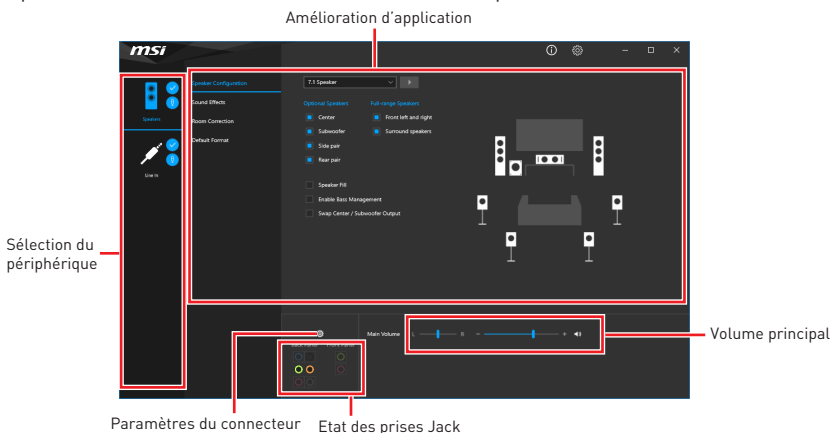 Amélioration d'application
msi
Speaker Configuration
Sound Effects
Room Correction
Default Format
Speakers
Line In
7.1 Speaker
Optional Speakers
Full-range Speakers
Center
Front left and right
Subwoofer
Surround speakers
Side pair
Rear pair
Speaker Fill
Enable Bass Management
Swap Center / Subwoofer Output
Sélection du
périphérique
Main Volume
L
R
Volume principal
Paramètres du connecteur
Etat des prises Jack